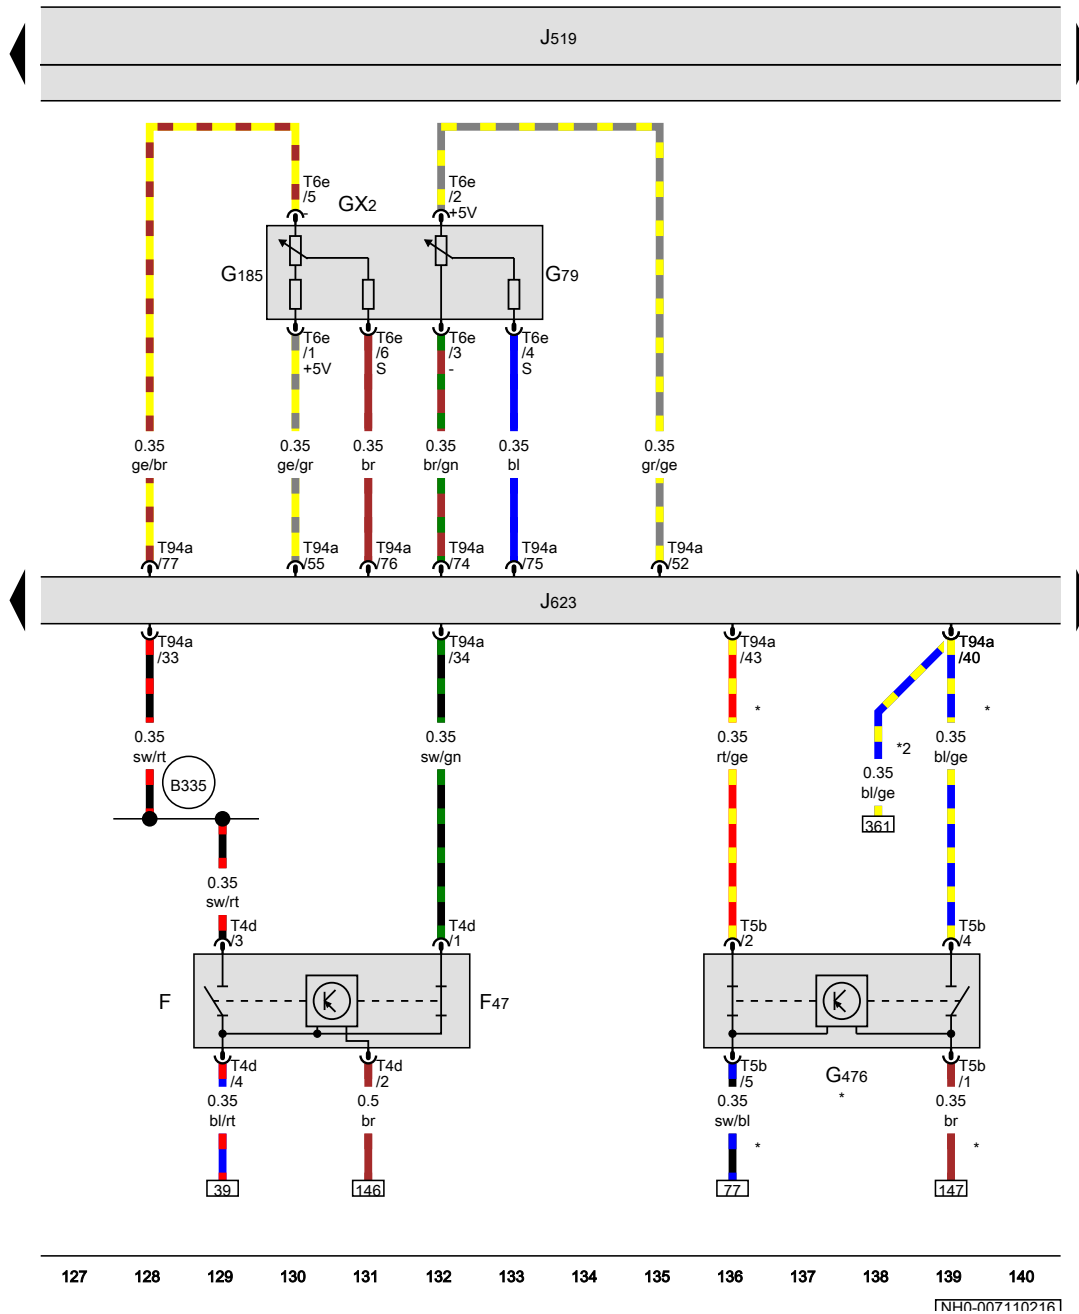 J519
T6e
/5
-
GX2
T6e
/2
+5V
G185
G79
T6e
/1
+5V
T6e
/6
S
T6e
/3
-
T6e
/4
S
0.35
ge/br
0.35
ge/gr
0.35
br
0.35
br/gn
0.35
bl
0.35
gr/ge
T94a
/77
T94a
/55
T94a
/76
T94a
/74
T94a
/75
T94a
/52
J623
T94a
/33
T94a
/34
T94a
/43
T94a
/40
*
*
0.35
sw/rt
0.35
sw/gn
0.35
rt/ge
*2
0.35
bl/ge
0.35
bl/ge
B335
361
0.35
sw/rt
T4d
/3
T4d
/1
T5b
/2
T5b
/4
F
F47
T4d
/4
T4d
/2
T5b
/5
G476
*
T5b
/1
0.35
bl/rt
0.5
br
0.35
sw/bl
0.35
br
*
*
39
146
77
147
127 128 129 130 131 132 133 134 135 136 137 138 139 140
NH0-007110216